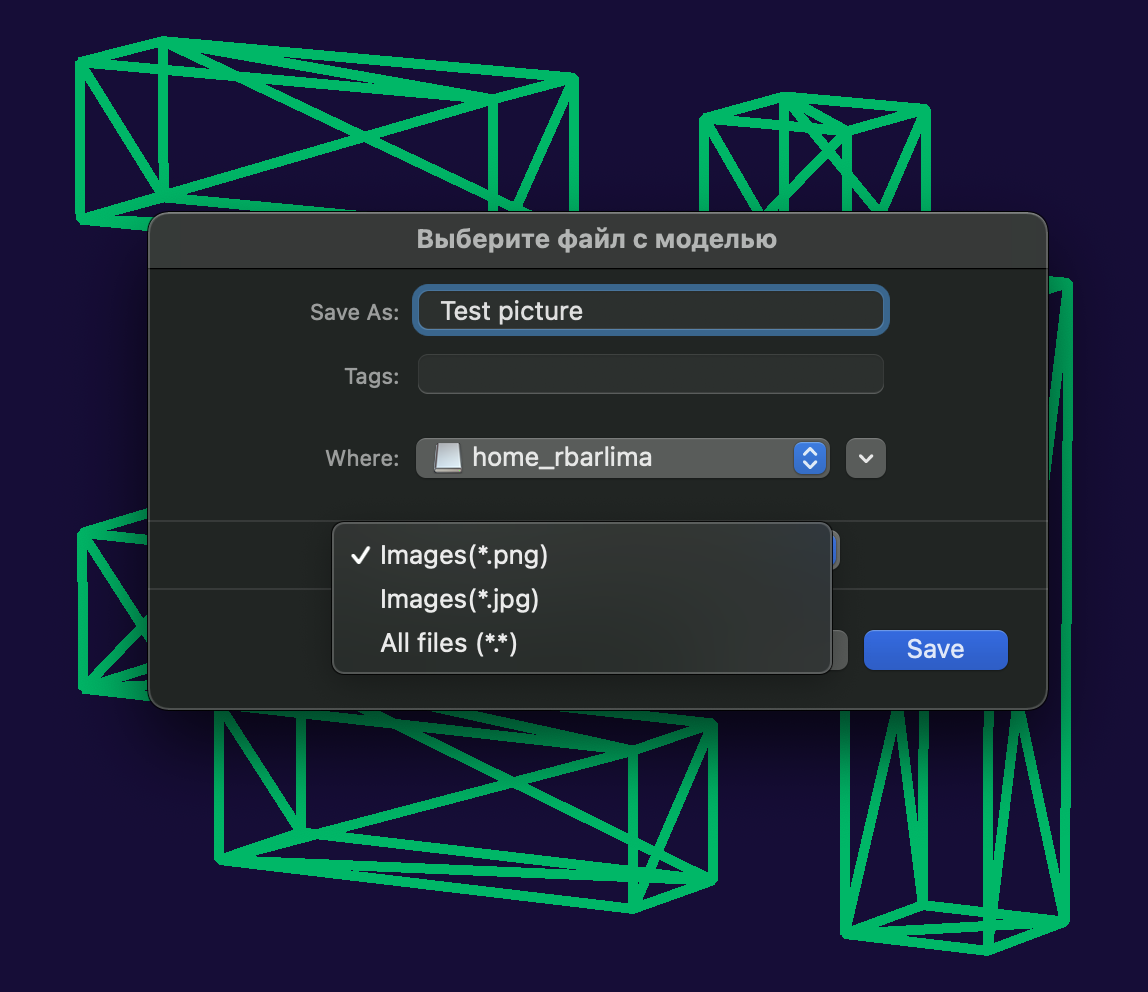 Выберите файл с моделью
Save As: Test picture
Tags:
Where: home_rbarlima
✓ Images(*.png)
Images(*.jpg)
All files (*.*)
Save